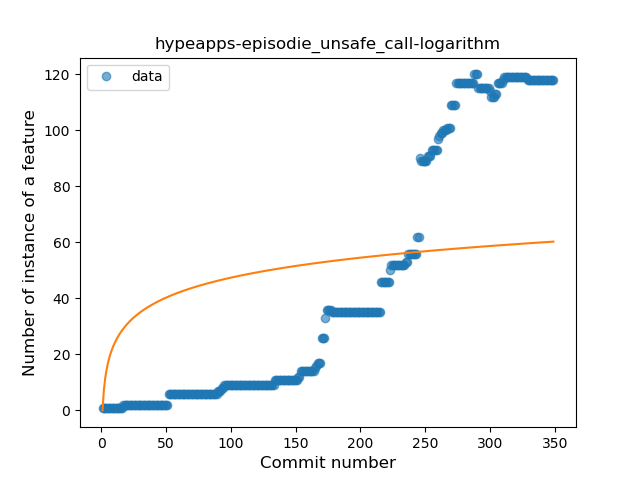 hypeapps-episodie_unsafe_call-logarithm
data
Number of instance of a feature
120
100
80
60
40
20
0
0 50 100 150 200 250 300 350
Commit number